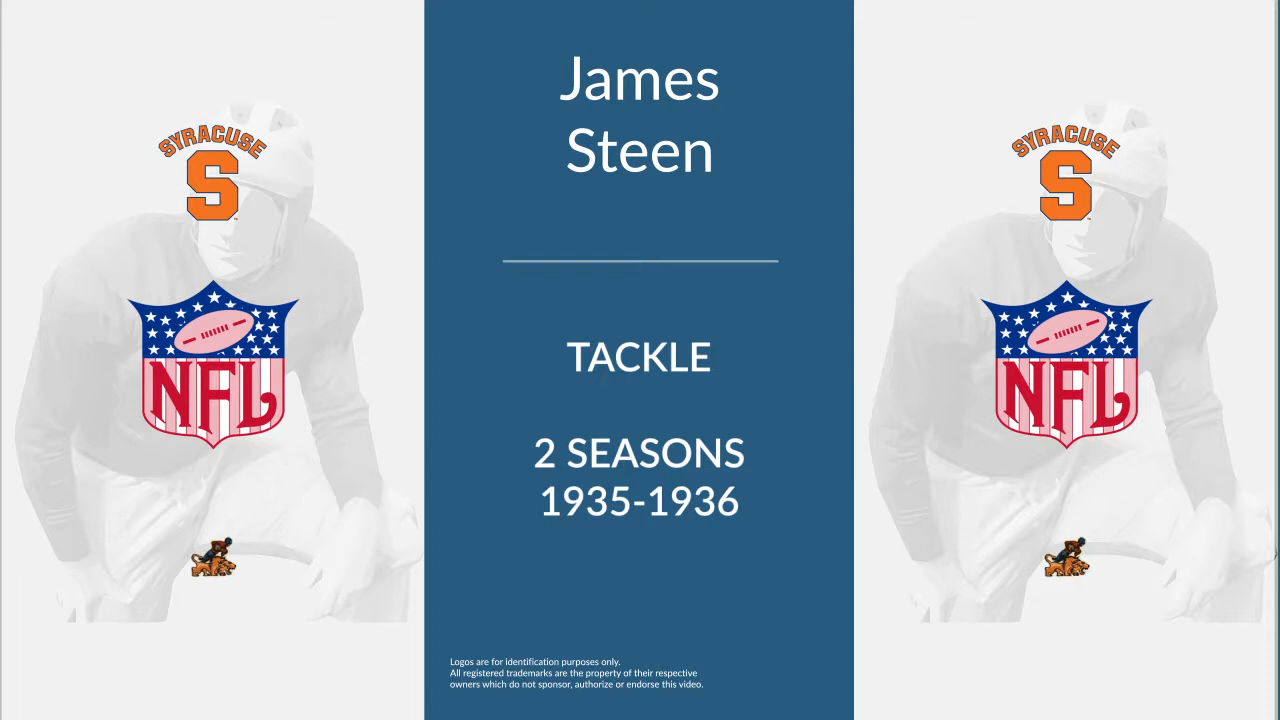 SYRACUSE
S
NFL
James
Steen
TACKLE
2 SEASONS
1935-1936
Logos are for identification purposes only.
All registered trademarks are the property of their respective
owners which do not sponsor, authorize or endorse this video.
SYRACUSE
S
NFL